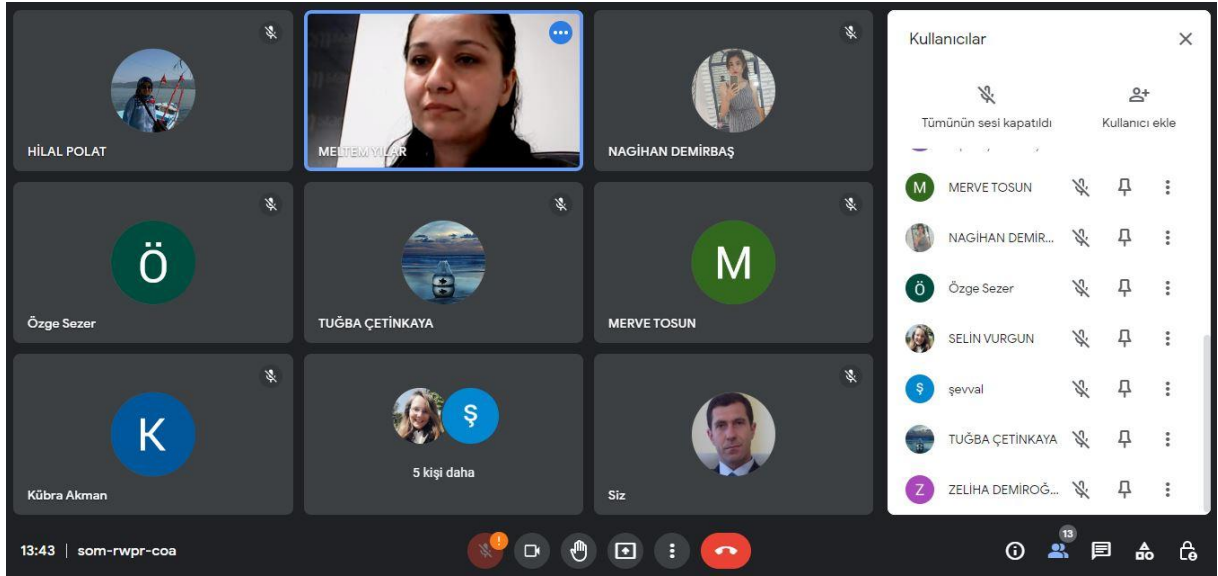 HİLAL POLAT
MELTEM YILAR
NAGİHAN DEMİRBAŞ
Ö
Özge Sezer
TUĞBA ÇETİNKAYA
M
MERVE TOSUN
K
Kübra Akman
Ş
5 kişi daha
Siz
Kullanıcılar
Tümünün sesi kapatıldı
Kullanıcı ekle
M MERVE TOSUN
NAGİHAN DEMİR...
Ö Özge Sezer
SELİN VURGUN
Ş şevval
TUĞBA ÇETİNKAYA
Z ZELİHA DEMİROĞ...
13:43 | som-rwpr-coa
13